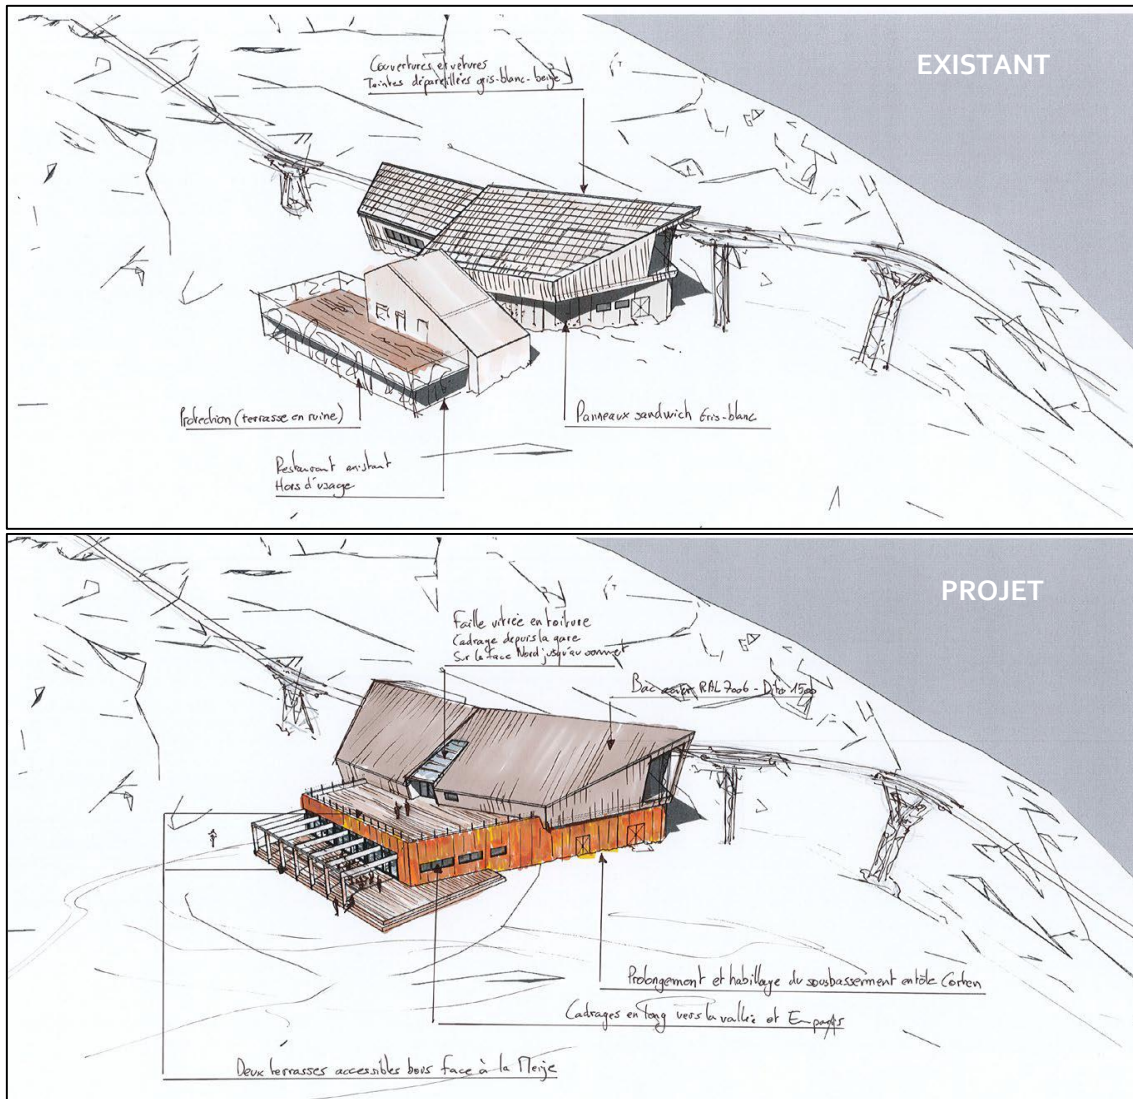 EXISTANT
Couvertures et vêtures
Teintes dépareillées gris-blanc-beige
Protection (terrasse en ruine)
Panneaux sandwich Gris-blanc
Restaurant existant
Hors d'usage
PROJET
Faille vitrée en toiture
Cadrage depuis la gare
Sur la face Nord jusqu'au sommet
Bac acier RAL 7006 - Dito 1500
Prolongement et habillage du soubassement en tôle Corten
Cadrages en long vers la vallée et
Deux terrasses accessibles bois face à la Meije